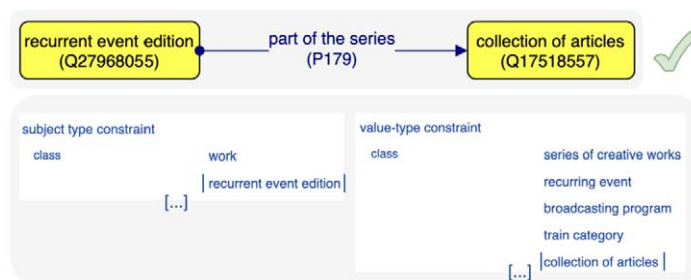 recurrent event edition
(Q27968055)
part of the series
(P179)
collection of articles
(Q17518557)
subject type constraint
class
work
recurrent event edition
[...]
value-type constraint
class
series of creative works
recurring event
broadcasting program
train category
collection of articles
[...]